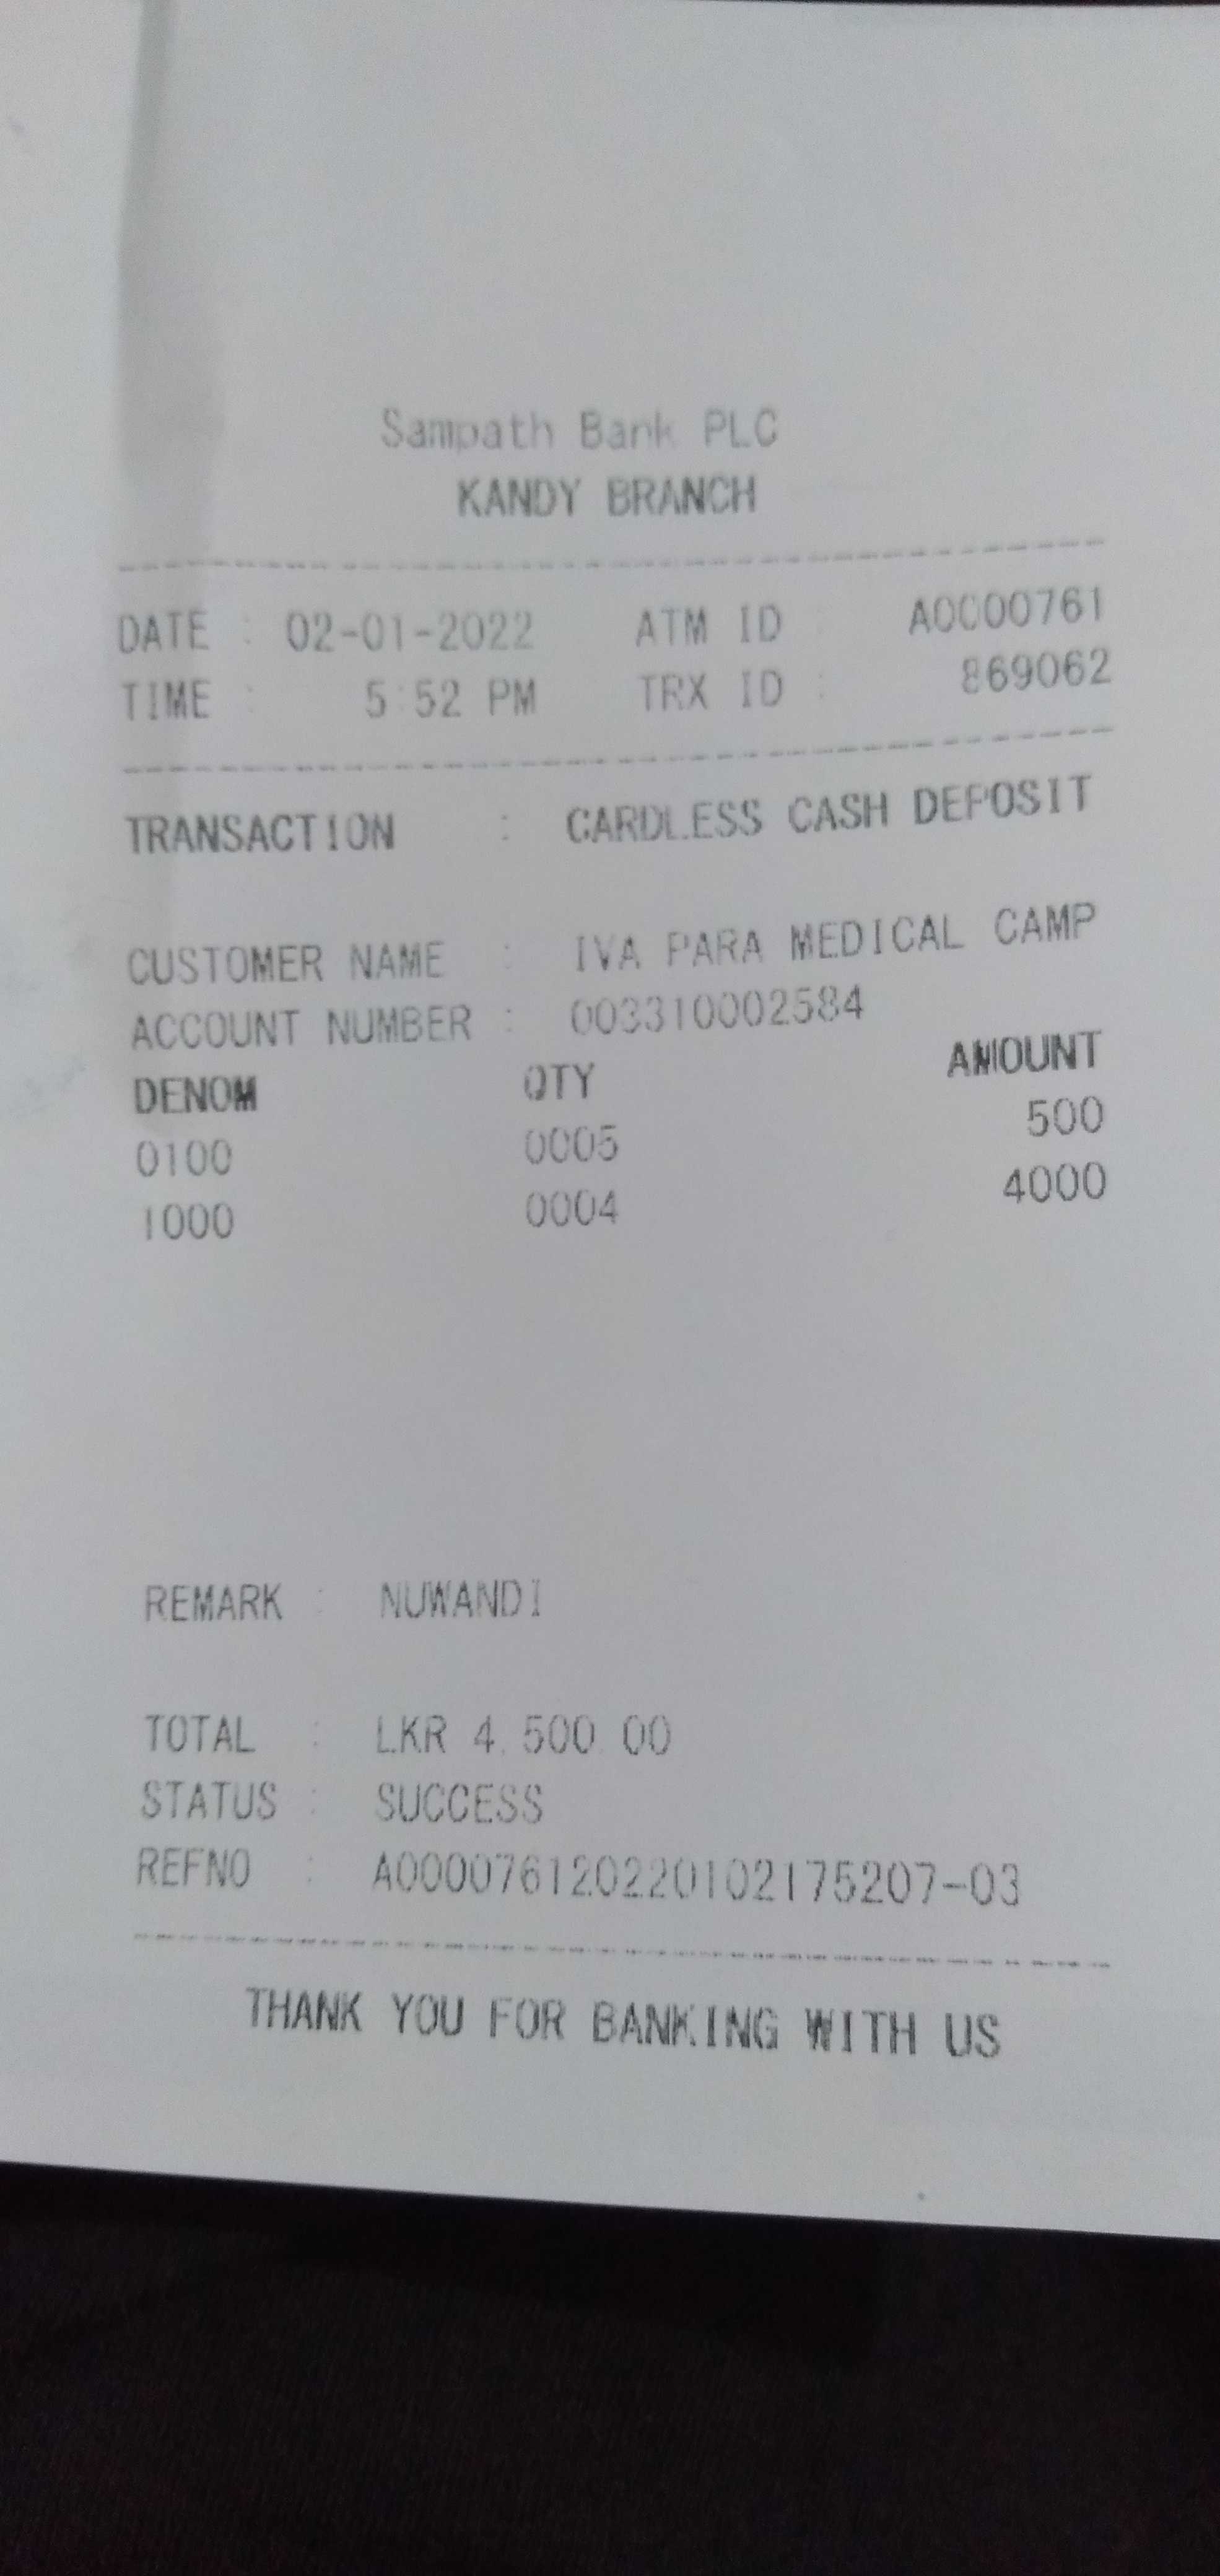 Sampath Bank PLC
KANDY BRANCH
DATE : 02-01-2022 ATM ID : A0000761
TIME : 5:52 PM TRX ID : 869062
TRANSACTION : CARDLESS CASH DEPOSIT
CUSTOMER NAME : IVA PARA MEDICAL CAMP
ACCOUNT NUMBER : 003310002584
DENOM QTY AMOUNT
0100 0005 500
1000 0004 4000
REMARK : NUWANDI
TOTAL : LKR 4,500.00
STATUS : SUCCESS
REFNO : A000076120220102175207-03
THANK YOU FOR BANKING WITH US